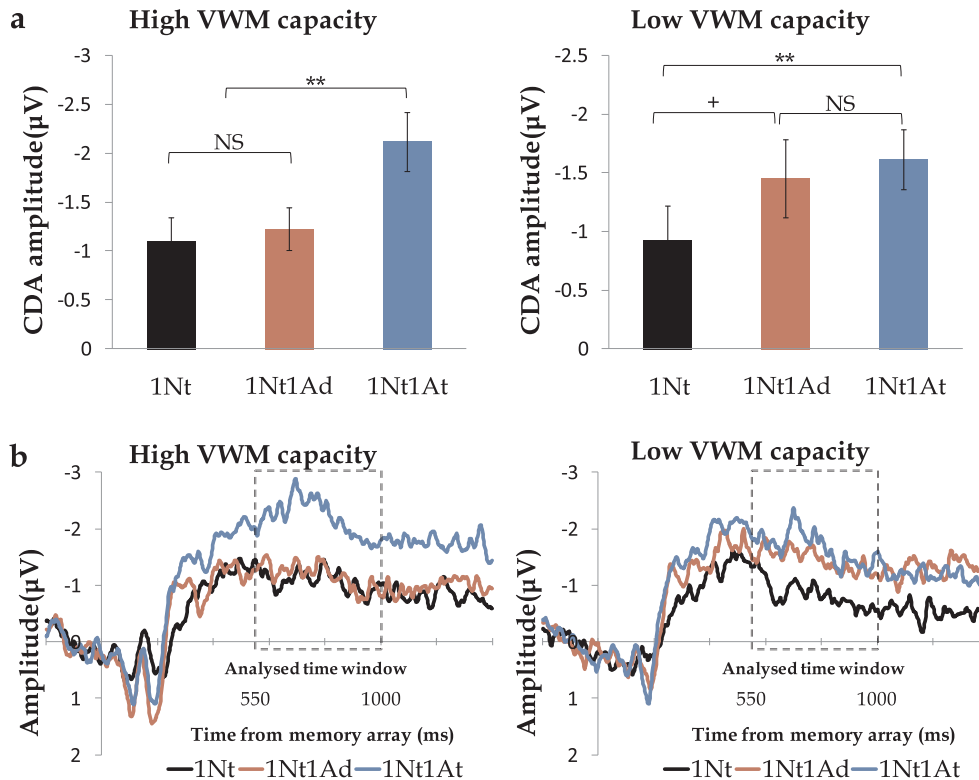 a
High VWM capacity
Low VWM capacity
CDA amplitude(µV)
-3
-2.5
-2
-1.5
-1
-0.5
0
NS
**
1Nt
1Nt1Ad
1Nt1At
CDA amplitude(µV)
-2.5
-2
-1.5
-1
-0.5
0
**
+
NS
1Nt
1Nt1Ad
1Nt1At
b
High VWM capacity
Low VWM capacity
Amplitude(µV)
-3
-2
-1
0
1
2
Analysed time window
550
1000
Time from memory array (ms)
1Nt
1Nt1Ad
1Nt1At
Amplitude(µV)
-3
-2
-1
0
1
2
Analysed time window
550
1000
Time from memory array (ms)
1Nt
1Nt1Ad
1Nt1At